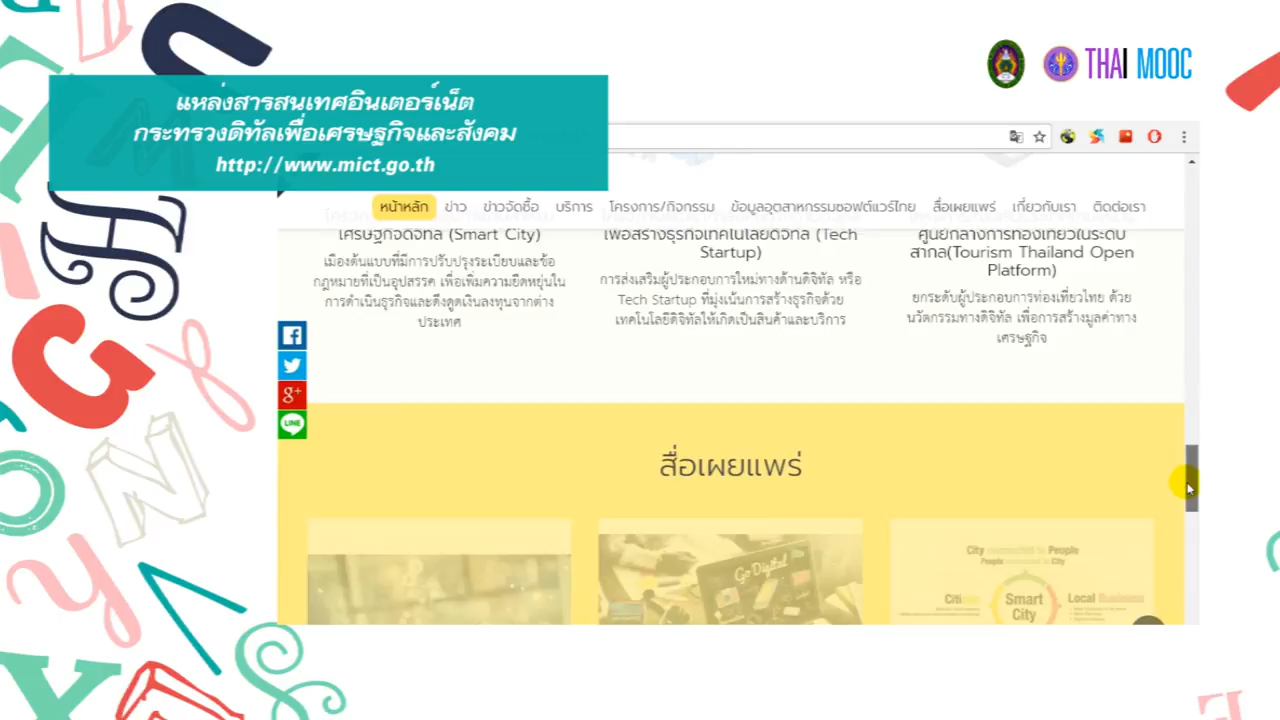 THAI MOOC
แหล่งสารสนเทศอินเตอร์เน็ต
กระทรวงดิทัลเพื่อเศรษฐกิจและสังคม
http://www.mict.go.th
หน้าหลัก ข่าว ข่าวจัดซื้อ บริการ โครงการ/กิจกรรม ข้อมูลอุตสาหกรรมซอฟต์แวร์ไทย สื่อเผยแพร่ เกี่ยวกับเรา ติดต่อเรา
เศรษฐกิจดิจิทัล (Smart City)
เมืองต้นแบบที่มีการปรับปรุงระเบียบและข้อ
กฎหมายที่เป็นอุปสรรค เพื่อเพิ่มความยืดหยุ่นใน
การดำเนินธุรกิจและดึงดูดเงินลงทุนจากต่าง
ประเทศ
เพื่อสร้างธุรกิจเทคโนโลยีดิจิทัล (Tech
Startup)
การส่งเสริมผู้ประกอบการใหม่ทางด้านดิจิทัล หรือ
Tech Startup ที่มุ่งเน้นการสร้างธุรกิจด้วย
เทคโนโลยีดิจิทัลให้เกิดเป็นสินค้าและบริการ
ศูนย์กลางการท่องเที่ยวในระดับ
สากล(Tourism Thailand Open
Platform)
ยกระดับผู้ประกอบการท่องเที่ยวไทย ด้วย
นวัตกรรมทางดิจิทัล เพื่อการสร้างมูลค่าทาง
เศรษฐกิจ
LINE
สื่อเผยแพร่
Go Digital
City connected to People
People connected to City
Smart
City
Local Business